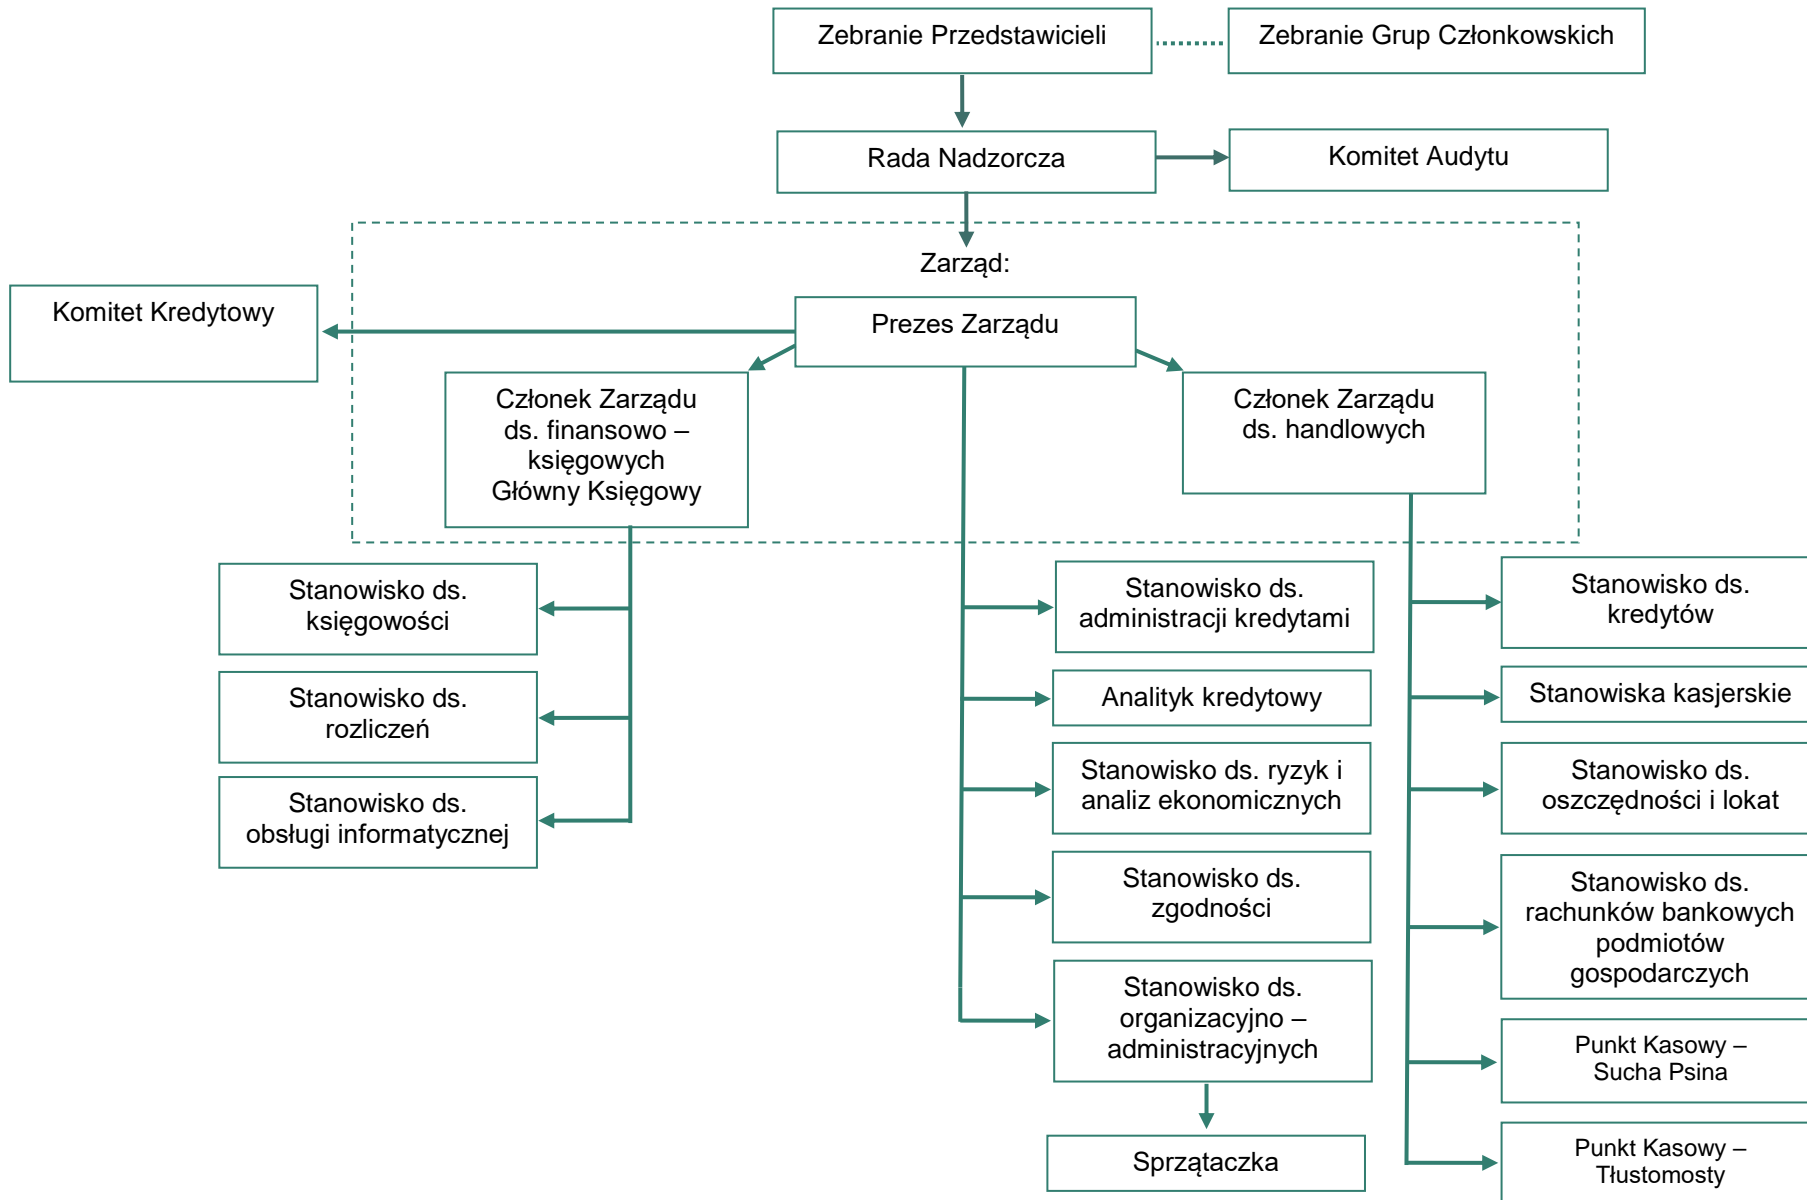 Zebranie Przedstawicieli
Zebranie Grup Członkowskich
Rada Nadzorcza
Komitet Audytu
Zarząd:
Komitet Kredytowy
Prezes Zarządu
Członek Zarządu
ds. finansowo –
księgowych
Główny Księgowy
Członek Zarządu
ds. handlowych
Stanowisko ds.
księgowości
Stanowisko ds.
rozliczeń
Stanowisko ds.
obsługi informatycznej
Stanowisko ds.
administracji kredytami
Analityk kredytowy
Stanowisko ds. ryzyk i
analiz ekonomicznych
Stanowisko ds.
zgodności
Stanowisko ds.
organizacyjno –
administracyjnych
Sprzątaczka
Stanowisko ds.
kredytów
Stanowiska kasjerskie
Stanowisko ds.
oszczędności i lokat
Stanowisko ds.
rachunków bankowych
podmiotów
gospodarczych
Punkt Kasowy –
Sucha Psina
Punkt Kasowy –
Tłustomosty